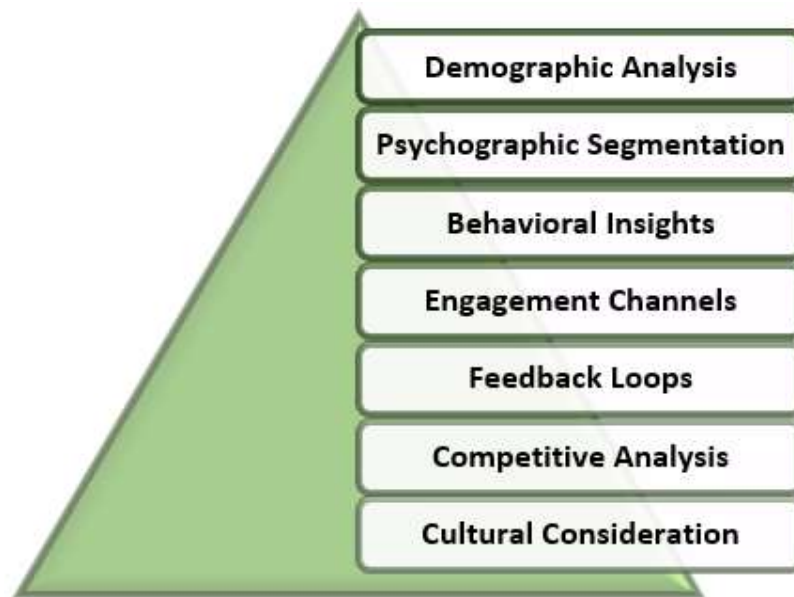 Demographic Analysis
Psychographic Segmentation
Behavioral Insights
Engagement Channels
Feedback Loops
Competitive Analysis
Cultural Consideration